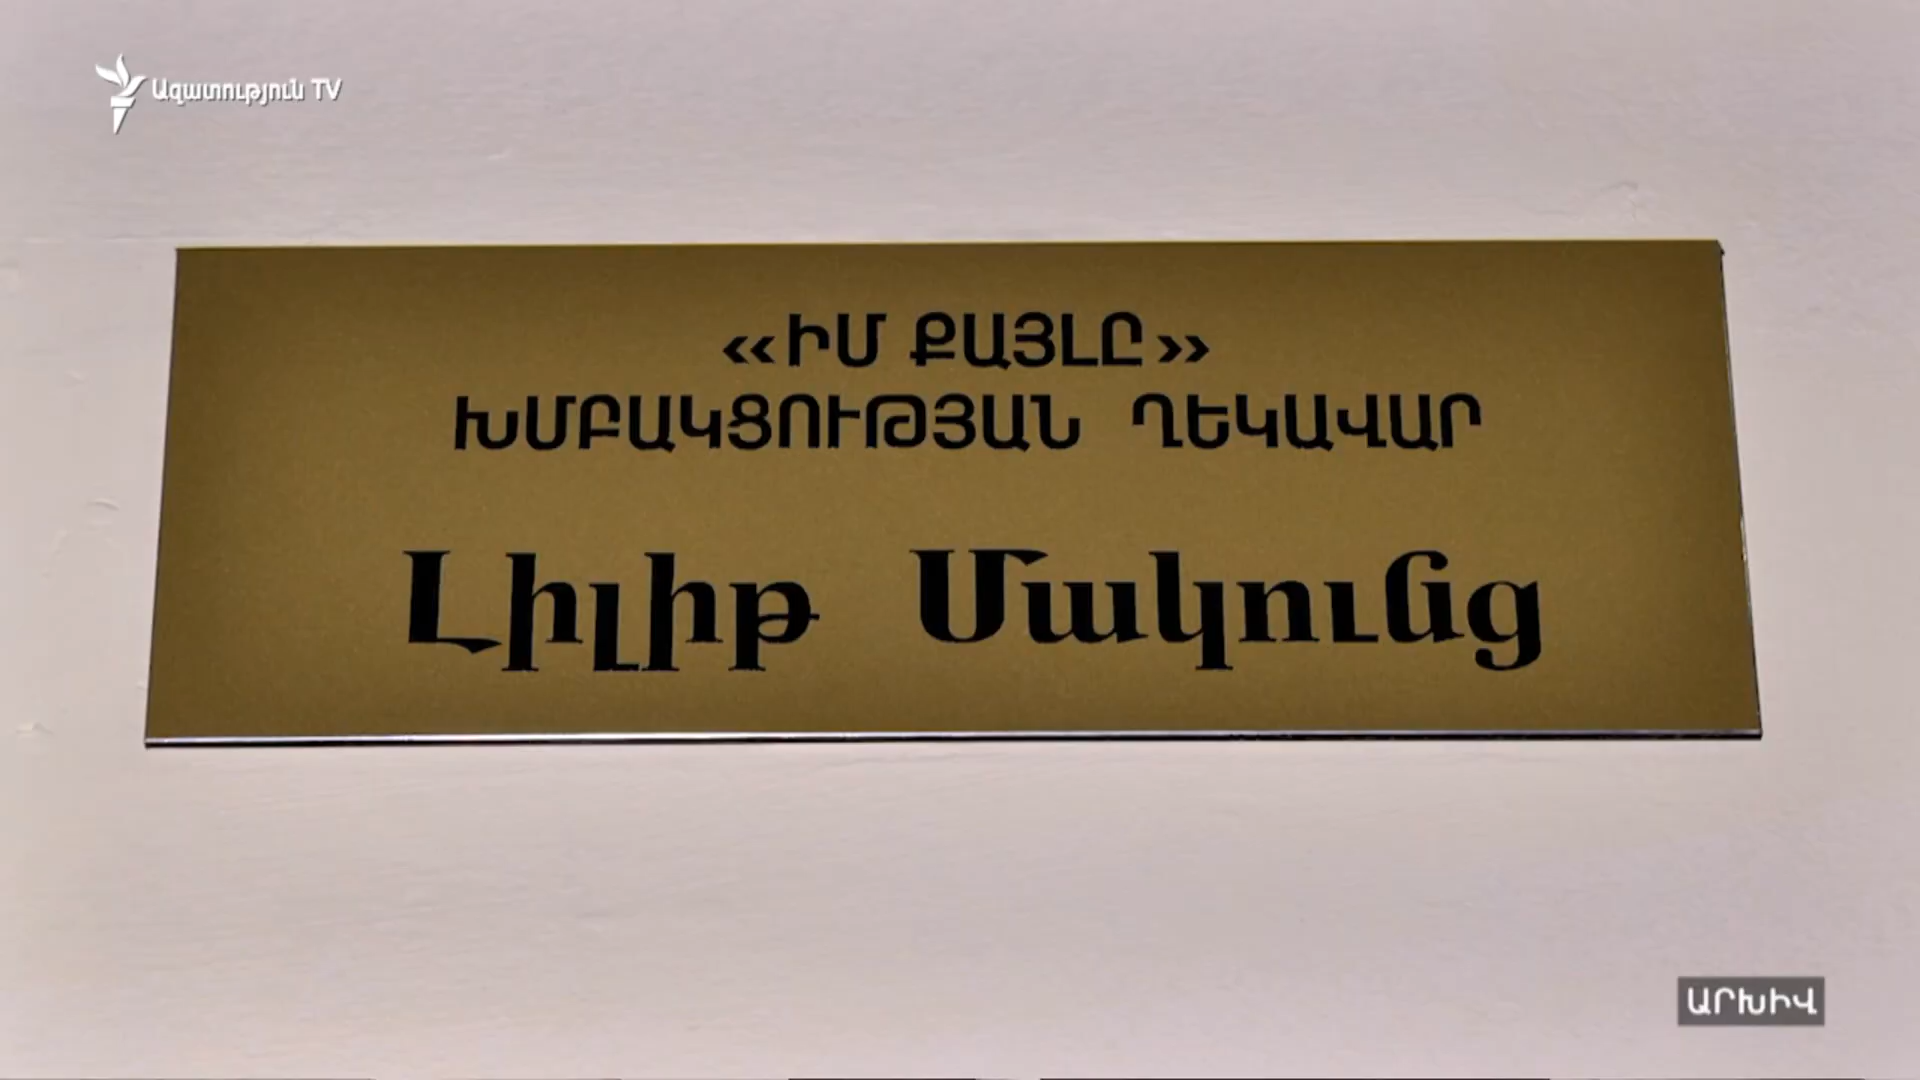 Ազատություն TV
‹‹ԻՄ ՔԱՅԼԸ››
ԽՄԲԱԿՑՈՒԹՅԱՆ ՂԵԿԱՎԱՐ
Լիլիթ Մակունց
ԱՐԽԻՎ